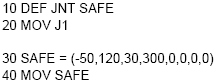 10 DEF JNT SAFE
20 MOV J1
30 SAFE = (-50,120,30,300,0,0,0,0)
40 MOV SAFE